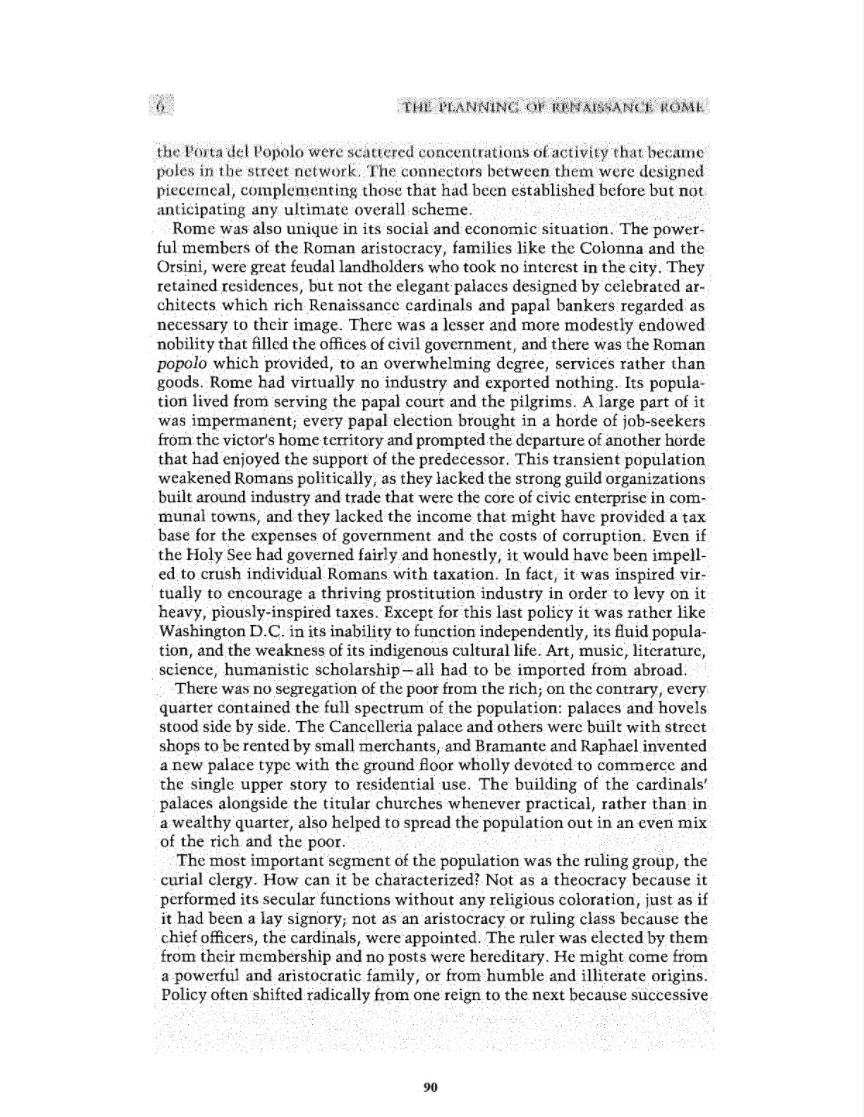 6
THE PLANNING OF RENAISSANCE ROME
the Porta del Popolo were scattered concentrations of activity that became
poles in the street network. The connectors between them were designed
piecemeal, complementing those that had been established before but not
anticipating any ultimate overall scheme.
Rome was also unique in its social and economic situation. The power-
ful members of the Roman aristocracy, families like the Colonna and the
Orsini, were great feudal landholders who took no interest in the city. They
retained residences, but not the elegant palaces designed by celebrated ar-
chitects which rich Renaissance cardinals and papal bankers regarded as
necessary to their image. There was a lesser and more modestly endowed
nobility that filled the offices of civil government, and there was the Roman
popolo which provided, to an overwhelming degree, services rather than
goods. Rome had virtually no industry and exported nothing. Its popula-
tion lived from serving the papal court and the pilgrims. A large part of it
was impermanent; every papal election brought in a horde of job-seekers
from the victor's home territory and prompted the departure of another horde
that had enjoyed the support of the predecessor. This transient population
weakened Romans politically, as they lacked the strong guild organizations
built around industry and trade that were the core of civic enterprise in com-
munal towns, and they lacked the income that might have provided a tax
base for the expenses of government and the costs of corruption. Even if
the Holy See had governed fairly and honestly, it would have been impell-
ed to crush individual Romans with taxation. In fact, it was inspired vir-
tually to encourage a thriving prostitution industry in order to levy on it
heavy, piously-inspired taxes. Except for this last policy it was rather like
Washington D.C. in its inability to function independently, its fluid popula-
tion, and the weakness of its indigenous cultural life. Art, music, literature,
science, humanistic scholarship—all had to be imported from abroad.
There was no segregation of the poor from the rich; on the contrary, every
quarter contained the full spectrum of the population: palaces and hovels
stood side by side. The Cancelleria palace and others were built with street
shops to be rented by small merchants, and Bramante and Raphael invented
a new palace type with the ground floor wholly devoted to commerce and
the single upper story to residential use. The building of the cardinals'
palaces alongside the titular churches whenever practical, rather than in
a wealthy quarter, also helped to spread the population out in an even mix
of the rich and the poor.
The most important segment of the population was the ruling group, the
curial clergy. How can it be characterized? Not as a theocracy because it
performed its secular functions without any religious coloration, just as if
it had been a lay signory; not as an aristocracy or ruling class because the
chief officers, the cardinals, were appointed. The ruler was elected by them
from their membership and no posts were hereditary. He might come from
a powerful and aristocratic family, or from humble and illiterate origins.
Policy often shifted radically from one reign to the next because successive
90